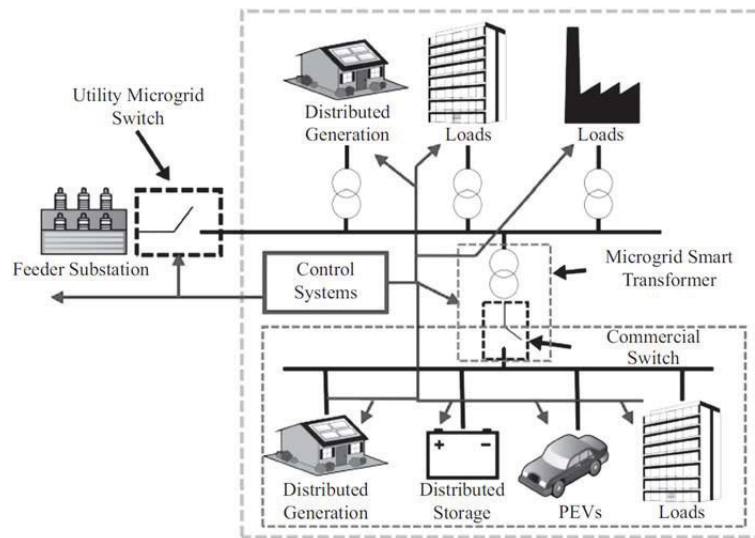 Utility Microgrid
Switch
Distributed
Generation
Loads
Loads
Feeder Substation
Control
Systems
Microgrid Smart
Transformer
Commercial
Switch
+ −
Distributed
Generation
Distributed
Storage
PEVs
Loads